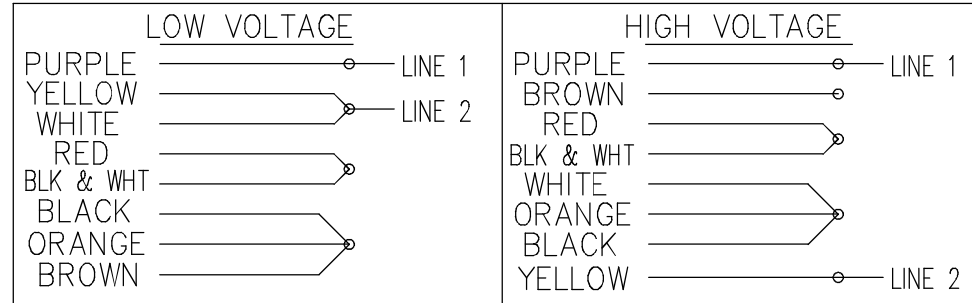 LOW VOLTAGE
PURPLE
LINE 1
YELLOW
LINE 2
WHITE
RED
BLK & WHT
BLACK
ORANGE
BROWN
HIGH VOLTAGE
PURPLE
LINE 1
BROWN
RED
BLK & WHT
WHITE
ORANGE
BLACK
YELLOW
LINE 2